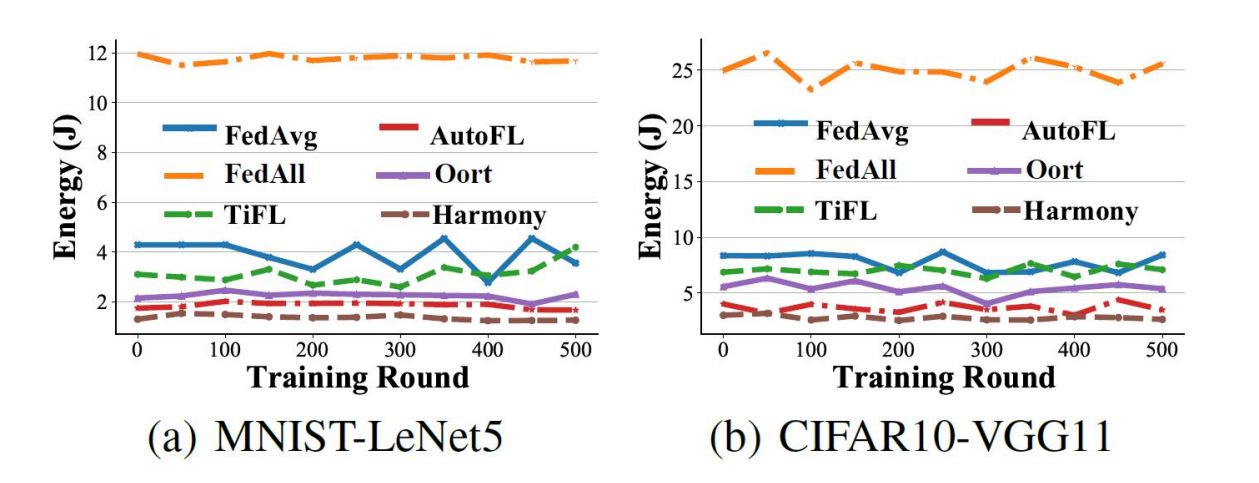 12
10
8
6
4
2
Energy (J)
FedAvg
AutoFL
FedAll
Oort
TiFL
Harmony
0 100 200 300 400 500
Training Round
(a) MNIST-LeNet5
25
20
15
10
5
Energy (J)
FedAvg
AutoFL
FedAll
Oort
TiFL
Harmony
0 100 200 300 400 500
Training Round
(b) CIFAR10-VGG11